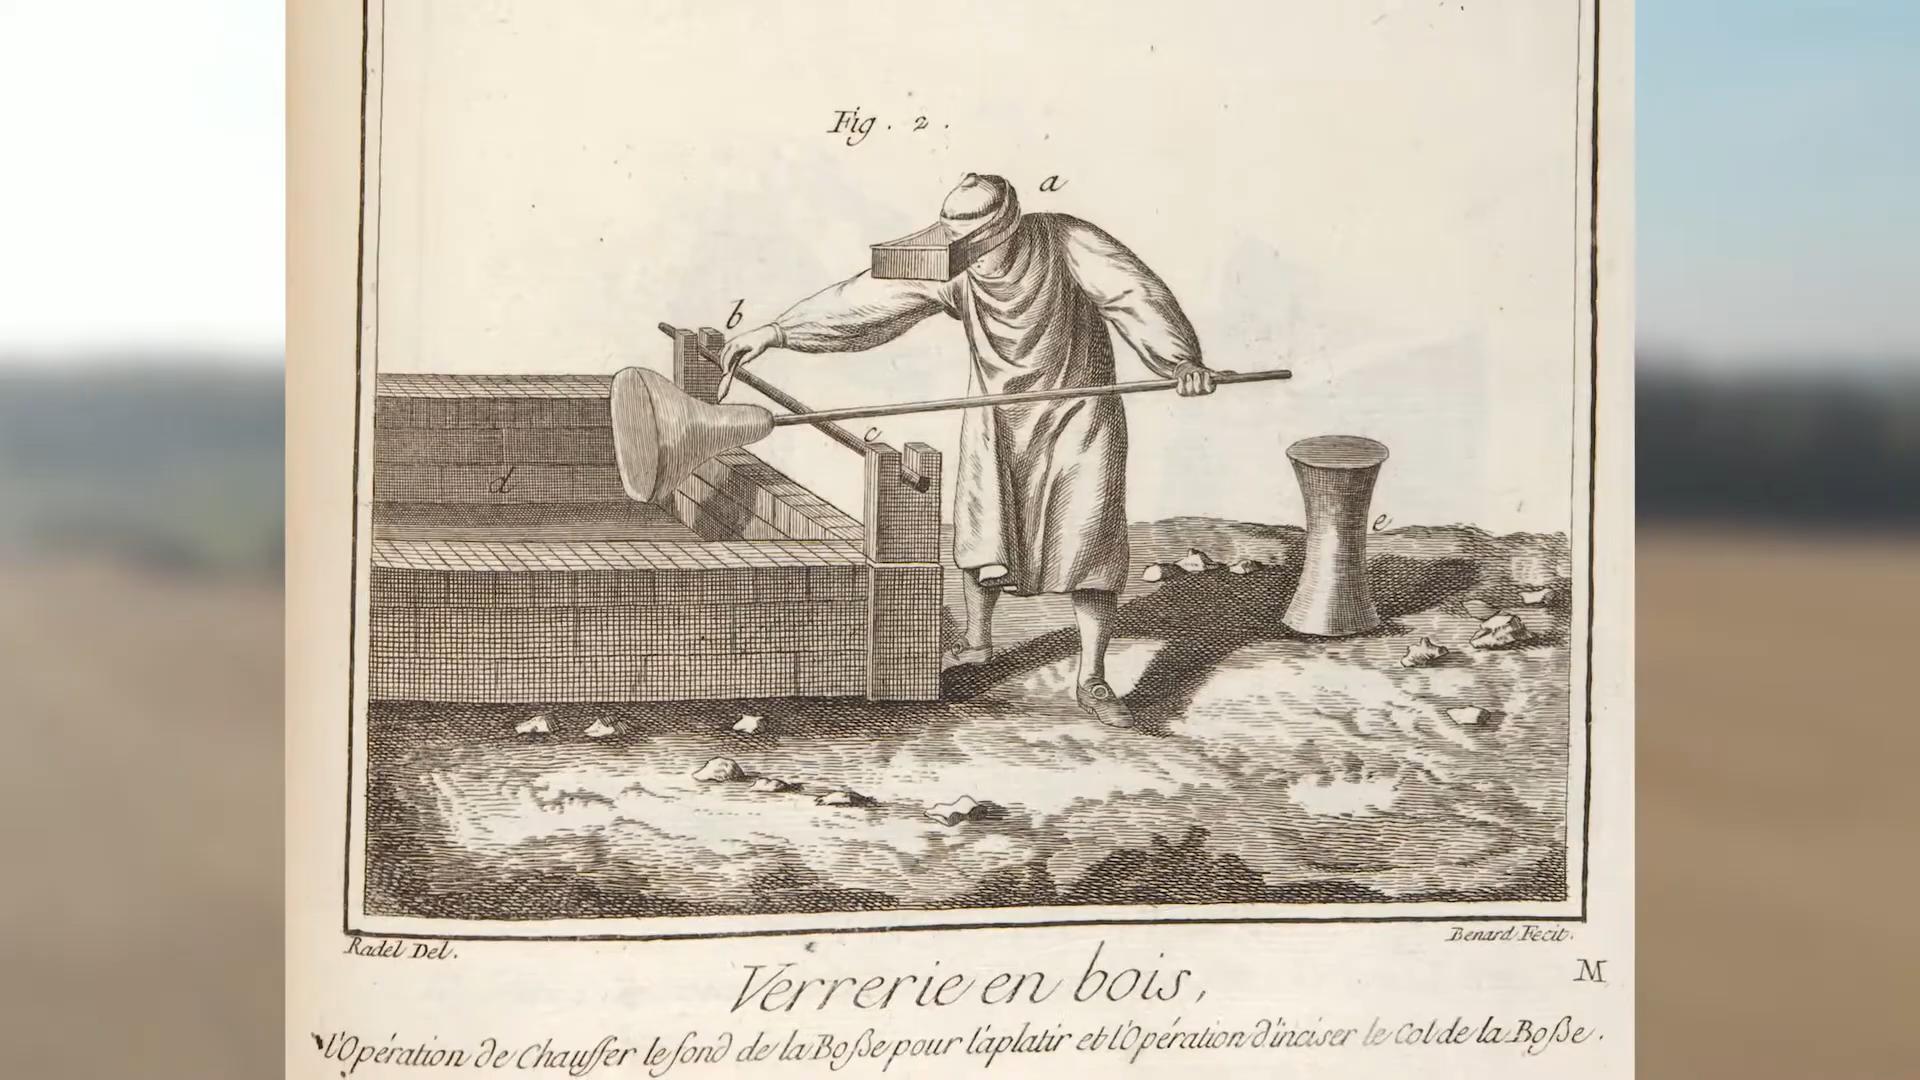 Fig. 2.
a
b
c
d
e
Radel Del.
Benard Fecit.
M
Verrerie en bois,
l'Opération de Chauffer le fond de la Boße pour l'aplatir et l'Opération d'inciser le Col de la Boße.